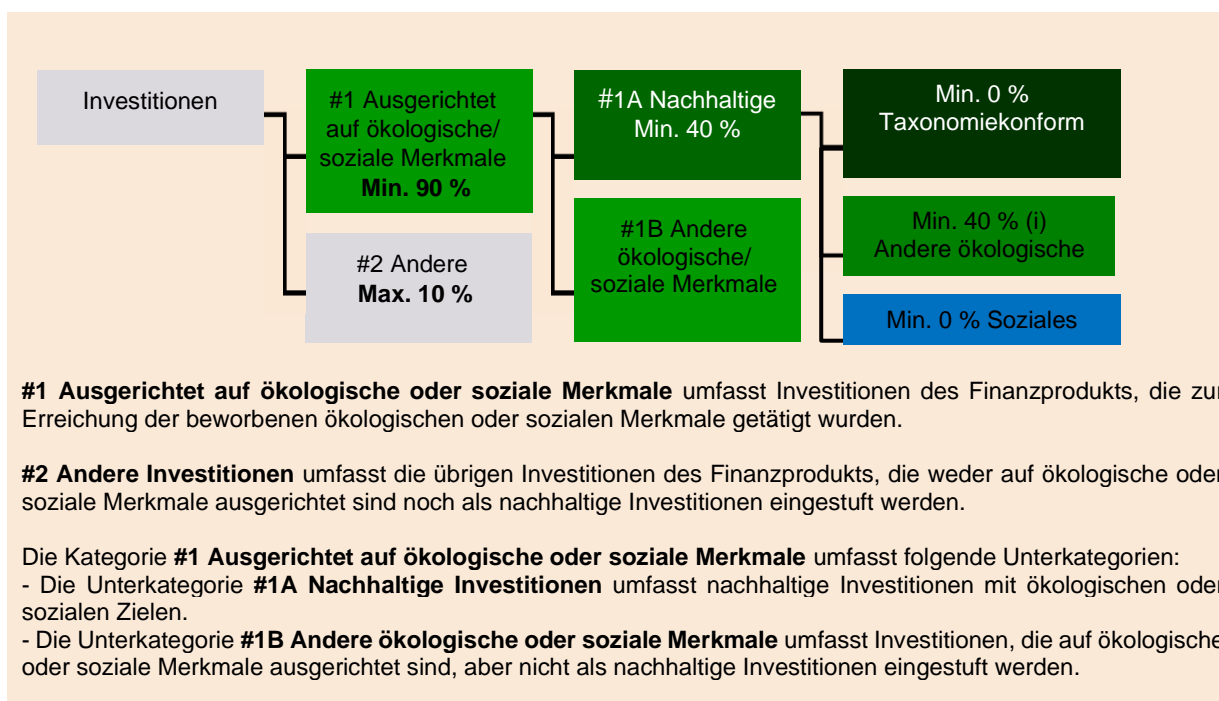 Investitionen
#1 Ausgerichtet
auf ökologische/
soziale Merkmale
Min. 90 %
#2 Andere
Max. 10 %
#1A Nachhaltige
Min. 40 %
#1B Andere
ökologische/
soziale Merkmale
Min. 0 %
Taxonomiekonform
Min. 40 % (i)
Andere ökologische
Min. 0 % Soziales
#1 Ausgerichtet auf ökologische oder soziale Merkmale umfasst Investitionen des Finanzprodukts, die zur
Erreichung der beworbenen ökologischen oder sozialen Merkmale getätigt wurden.
#2 Andere Investitionen umfasst die übrigen Investitionen des Finanzprodukts, die weder auf ökologische oder
soziale Merkmale ausgerichtet sind noch als nachhaltige Investitionen eingestuft werden.
Die Kategorie #1 Ausgerichtet auf ökologische oder soziale Merkmale umfasst folgende Unterkategorien:
- Die Unterkategorie #1A Nachhaltige Investitionen umfasst nachhaltige Investitionen mit ökologischen oder
sozialen Zielen.
- Die Unterkategorie #1B Andere ökologische oder soziale Merkmale umfasst Investitionen, die auf ökologische
oder soziale Merkmale ausgerichtet sind, aber nicht als nachhaltige Investitionen eingestuft werden.